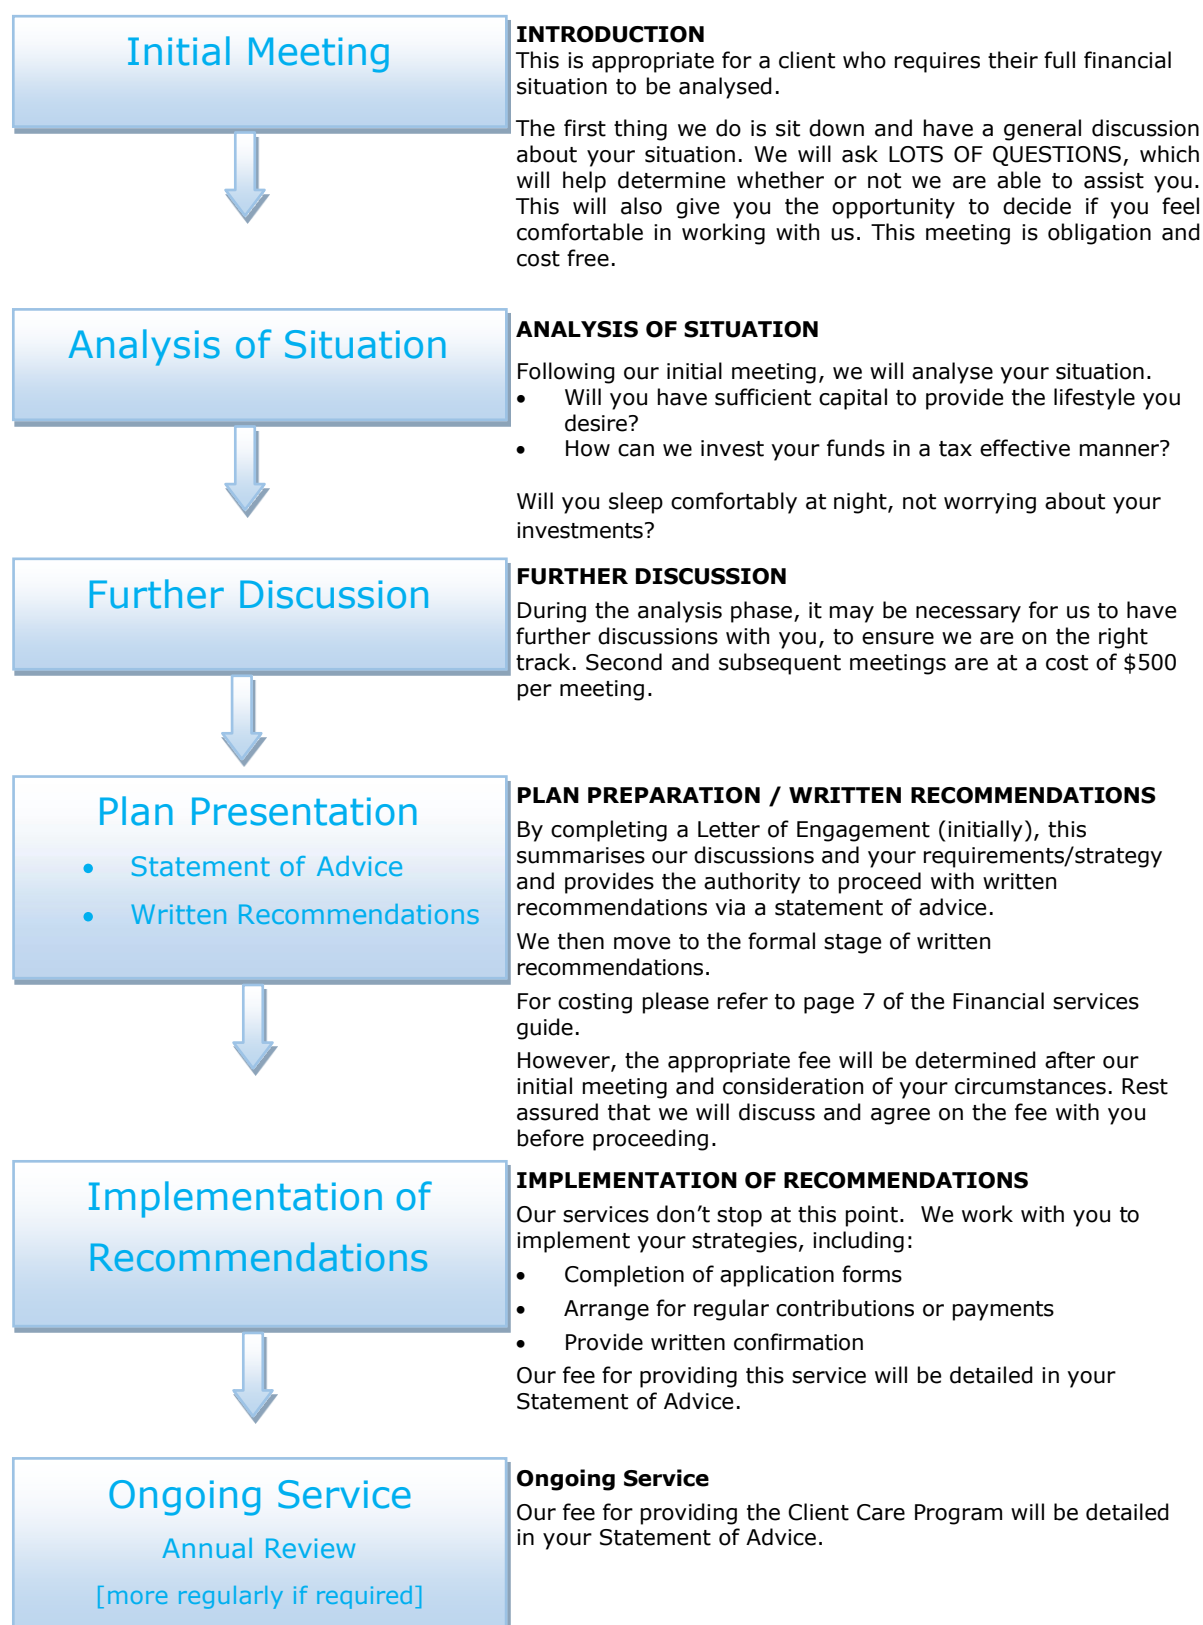 Initial Meeting
INTRODUCTION
This is appropriate for a client who requires their full financial
situation to be analysed.
The first thing we do is sit down and have a general discussion
about your situation. We will ask LOTS OF QUESTIONS, which
will help determine whether or not we are able to assist you.
This will also give you the opportunity to decide if you feel
comfortable in working with us. This meeting is obligation and
cost free.
Analysis of Situation
ANALYSIS OF SITUATION
Following our initial meeting, we will analyse your situation.
• Will you have sufficient capital to provide the lifestyle you
desire?
• How can we invest your funds in a tax effective manner?
Will you sleep comfortably at night, not worrying about your
investments?
Further Discussion
FURTHER DISCUSSION
During the analysis phase, it may be necessary for us to have
further discussions with you, to ensure we are on the right
track. Second and subsequent meetings are at a cost of $500
per meeting.
Plan Presentation
• Statement of Advice
• Written Recommendations
PLAN PREPARATION / WRITTEN RECOMMENDATIONS
By completing a Letter of Engagement (initially), this
summarises our discussions and your requirements/strategy
and provides the authority to proceed with written
recommendations via a statement of advice.
We then move to the formal stage of written
recommendations.
For costing please refer to page 7 of the Financial services
guide.
However, the appropriate fee will be determined after our
initial meeting and consideration of your circumstances. Rest
assured that we will discuss and agree on the fee with you
before proceeding.
Implementation of
Recommendations
IMPLEMENTATION OF RECOMMENDATIONS
Our services don’t stop at this point. We work with you to
implement your strategies, including:
• Completion of application forms
• Arrange for regular contributions or payments
• Provide written confirmation
Our fee for providing this service will be detailed in your
Statement of Advice.
Ongoing Service
Annual Review
[more regularly if required]
Ongoing Service
Our fee for providing the Client Care Program will be detailed
in your Statement of Advice.